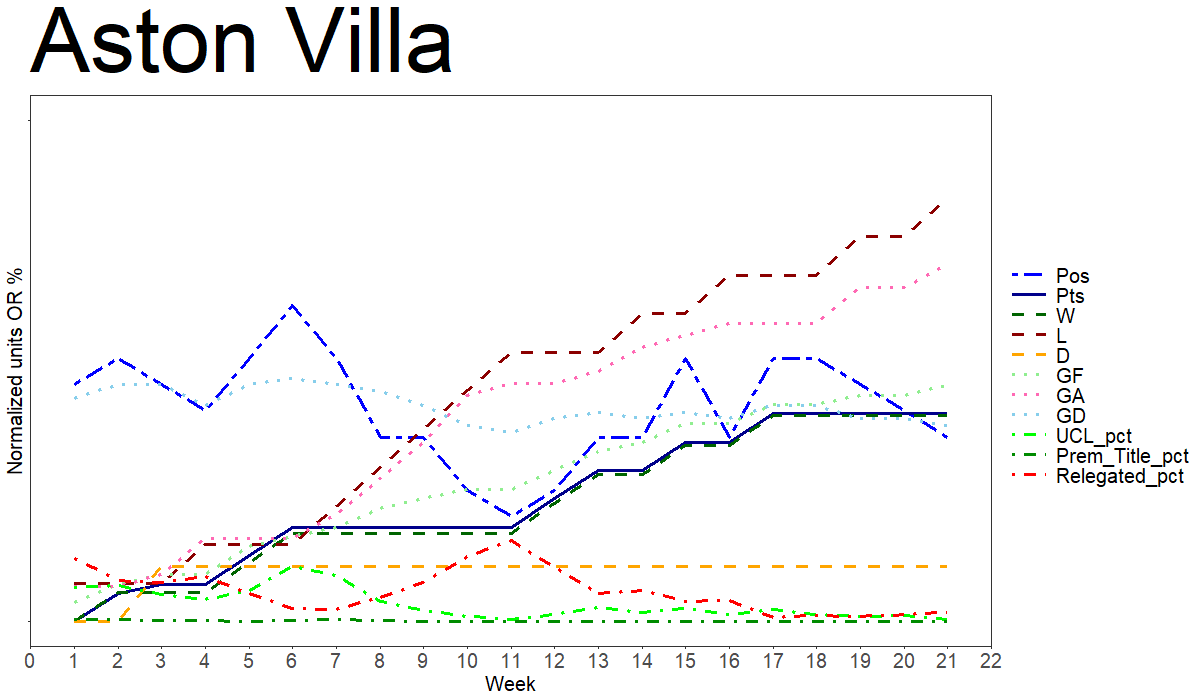 Aston Villa
Normalized units OR %
Pos
Pts
W
L
D
GF
GA
GD
UCL_pct
Prem_Title_pct
Relegated_pct
0 1 2 3 4 5 6 7 8 9 10 11 12 13 14 15 16 17 18 19 20 21 22
Week